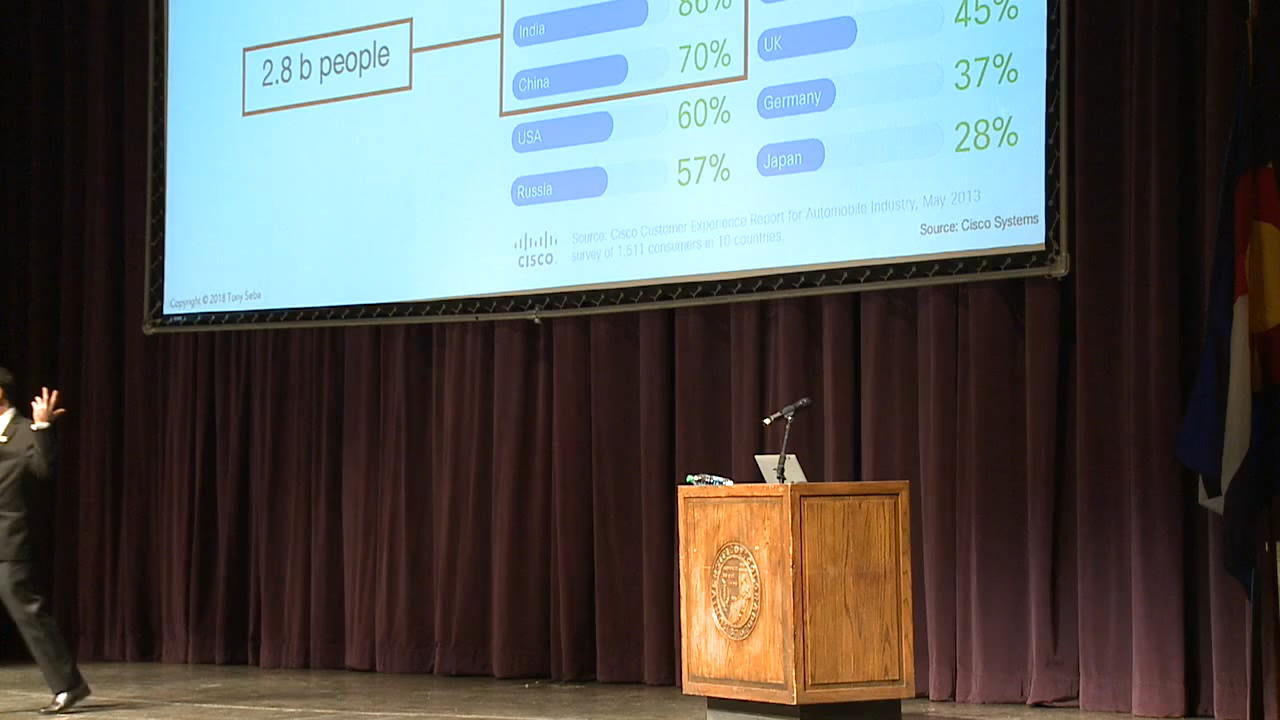 2.8 b people
India 86%
China 70%
USA 60%
Russia 57%
45%
UK 37%
Germany 28%
Japan
CISCO
Source: Cisco Customer Experience Report for Automobile Industry, May 2013
survey of 1,511 consumers in 10 countries.
Source: Cisco Systems
Copyright © 2018 Tony Seba